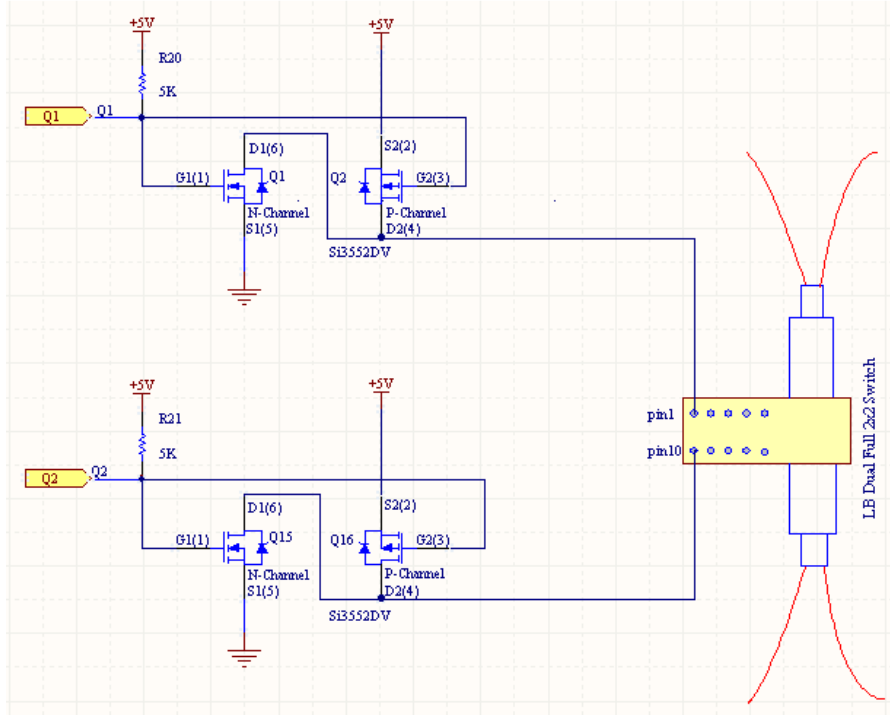 +5V
+5V
R20
5K
Q1
Q1
D1(6)
S2(2)
G1(1)
Q1
Q2
G2(3)
N-Channel
P-Channel
S1(5)
D2(4)
Si3552DV
+5V
+5V
R21
5K
Q2
Q2
D1(6)
S2(2)
G1(1)
Q15
Q16
G2(3)
N-Channel
P-Channel
S1(5)
D2(4)
Si3552DV
pin1
pin10
LB Dual Full 2x2 Switch